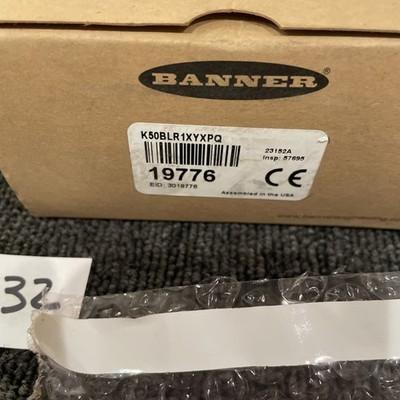 BANNER
K50BLR1XYXPQ
19776
EID: 3019776
23152A
Insp: 57695
CE
Assembled in the USA
32